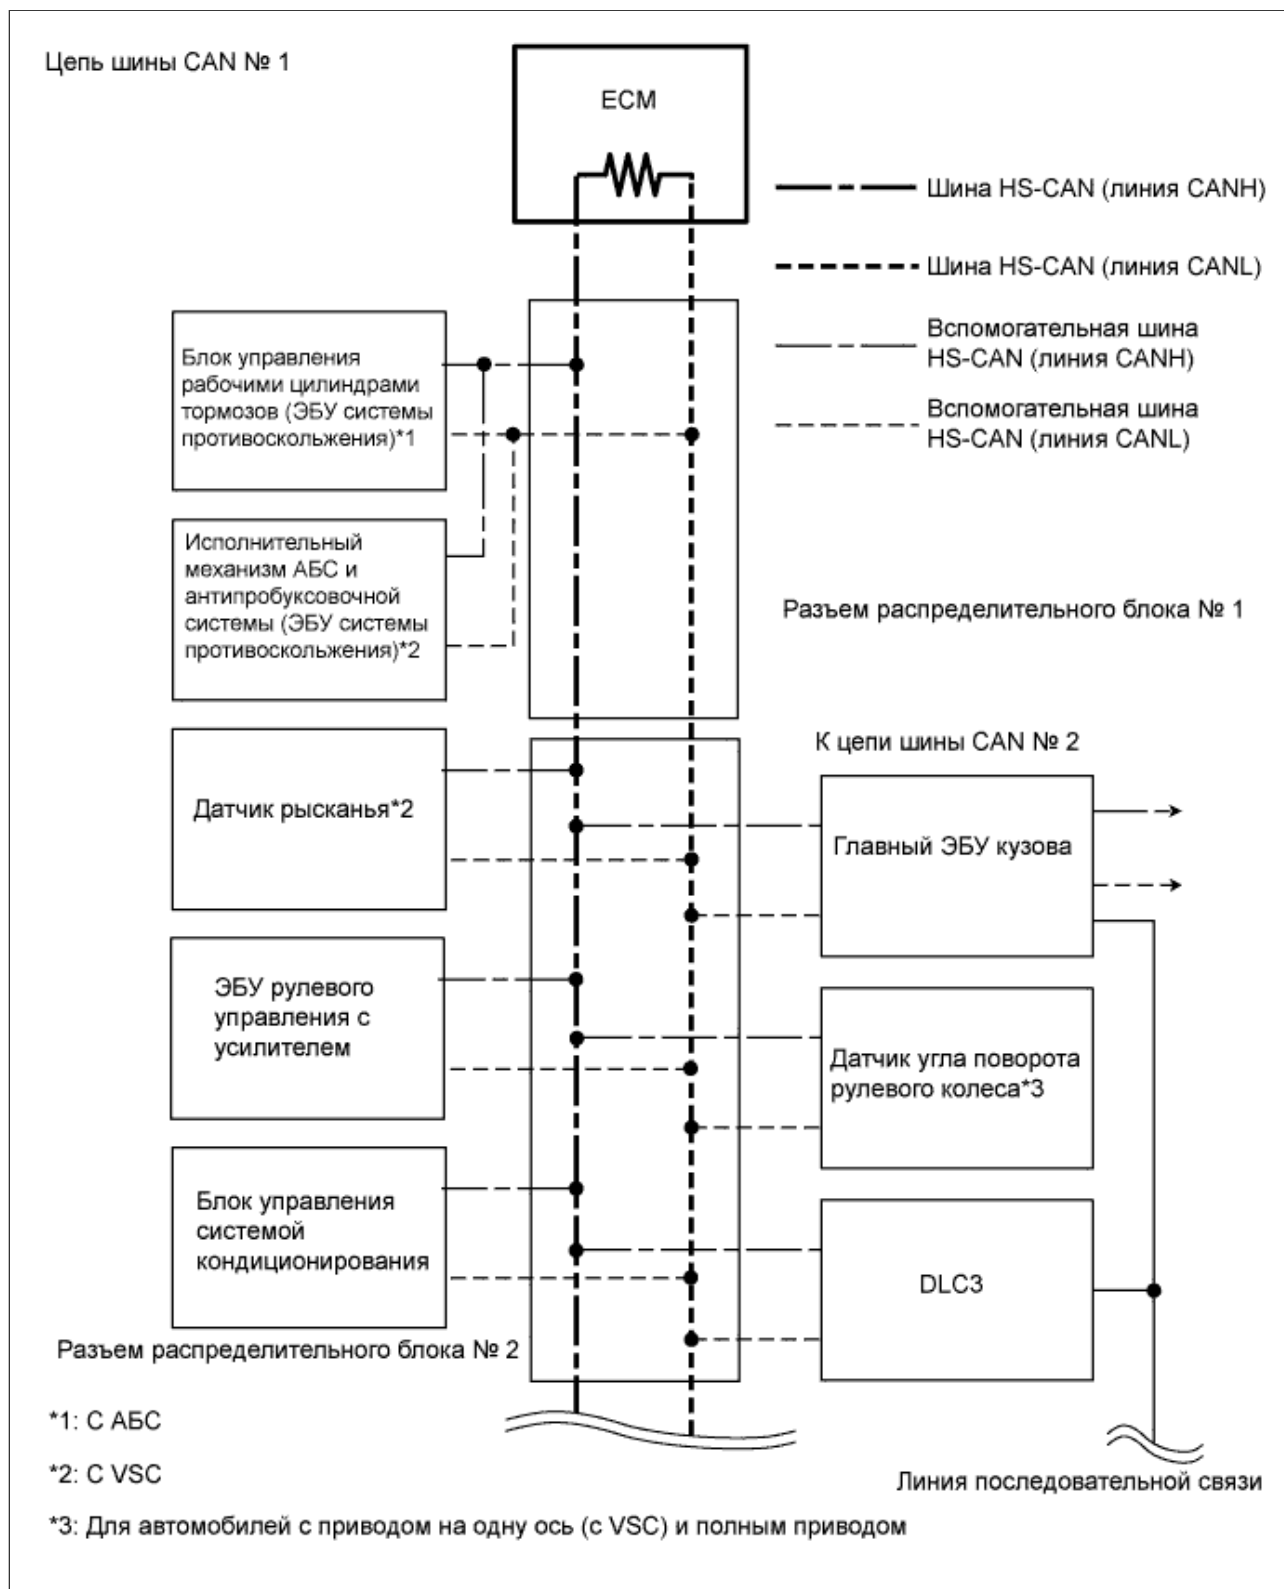 Цепь шины CAN № 1
ECM
Шина HS-CAN (линия CANH)
Шина HS-CAN (линия CANL)
Вспомогательная шина
HS-CAN (линия CANH)
Вспомогательная шина
HS-CAN (линия CANL)
Блок управления
рабочими цилиндрами
тормозов (ЭБУ системы
противоскольжения)*1
Исполнительный
механизм АБС и
антипробуксовочной
системы (ЭБУ системы
противоскольжения)*2
Разъем распределительного блока № 1
К цепи шины CAN № 2
Датчик рысканья*2
Главный ЭБУ кузова
ЭБУ рулевого
управления с
усилителем
Датчик угла поворота
рулевого колеса*3
Блок управления
системой
кондиционирования
DLC3
Разъем распределительного блока № 2
*1: С АБС
*2: С VSC
Линия последовательной связи
*3: Для автомобилей с приводом на одну ось (с VSC) и полным приводом